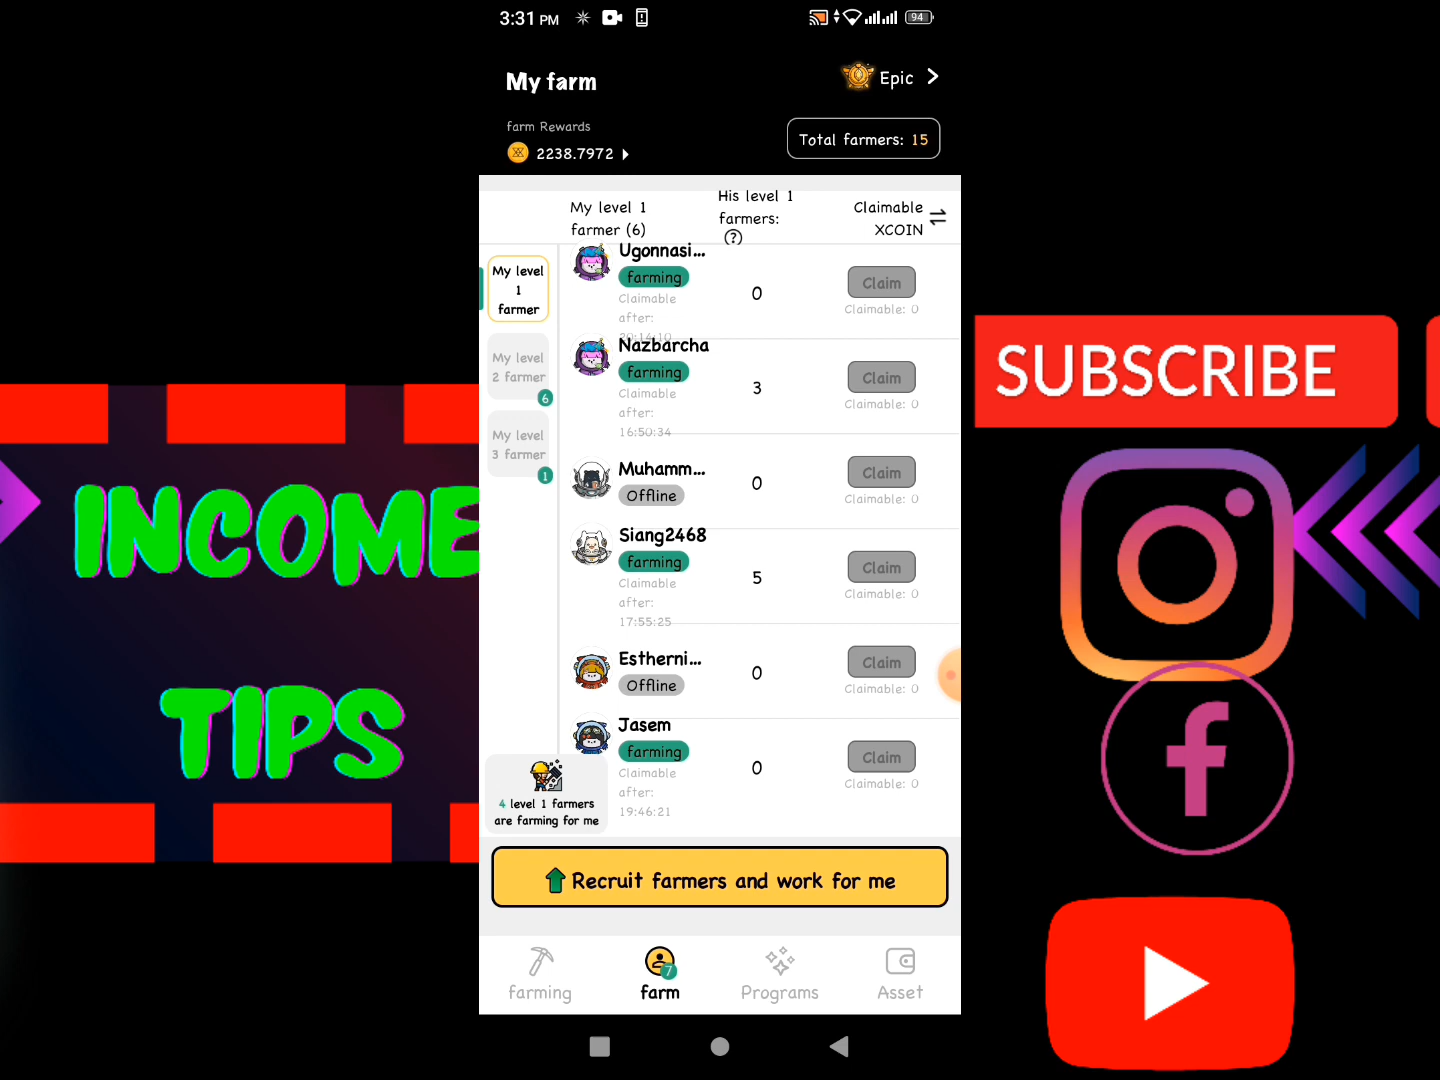 3:31 PM
94
My farm
Epic
farm Rewards
2238.7972
Total farmers: 15
My level 1
farmer (6)
His level 1
farmers:
?
Claimable
XCOIN
My level
1
farmer
My level
2 farmer
6
My level
3 farmer
1
Ugonnasi...
farming
Claimable
after:
0
Claim
Claimable: 0
Nazbarcha
farming
Claimable
after:
16:50:34
3
Claim
Claimable: 0
Muhamm...
Offline
0
Claim
Claimable: 0
Siang2468
farming
Claimable
after:
17:55:25
5
Claim
Claimable: 0
Estherni...
Offline
0
Claim
Claimable: 0
Jasem
farming
Claimable
after:
19:46:21
0
Claim
Claimable: 0
4 level 1 farmers
are farming for me
Recruit farmers and work for me
farming
7
farm
Programs
Asset
INCOME
TIPS
SUBSCRIBE
f